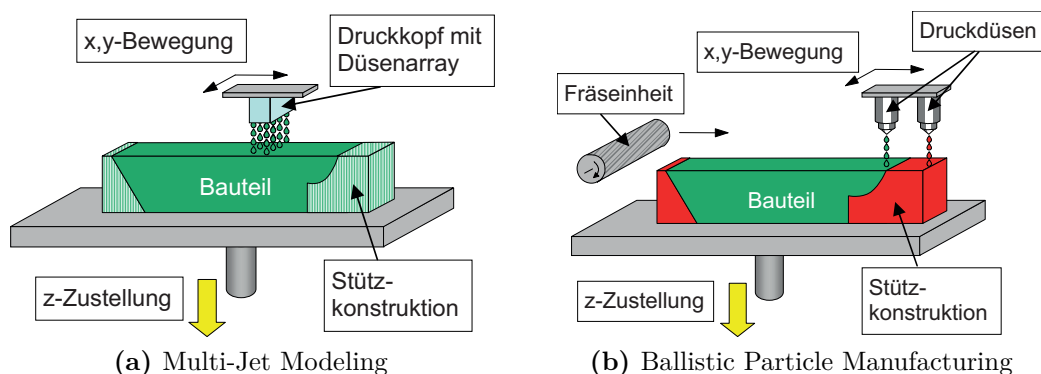 x,y-Bewegung
Druckkopf mit
Düsenarray
Bauteil
z-Zustellung
Stütz-
konstruktion
(a) Multi-Jet Modeling
Druckdüsen
x,y-Bewegung
Fräseinheit
Bauteil
z-Zustellung
Stütz-
konstruktion
(b) Ballistic Particle Manufacturing